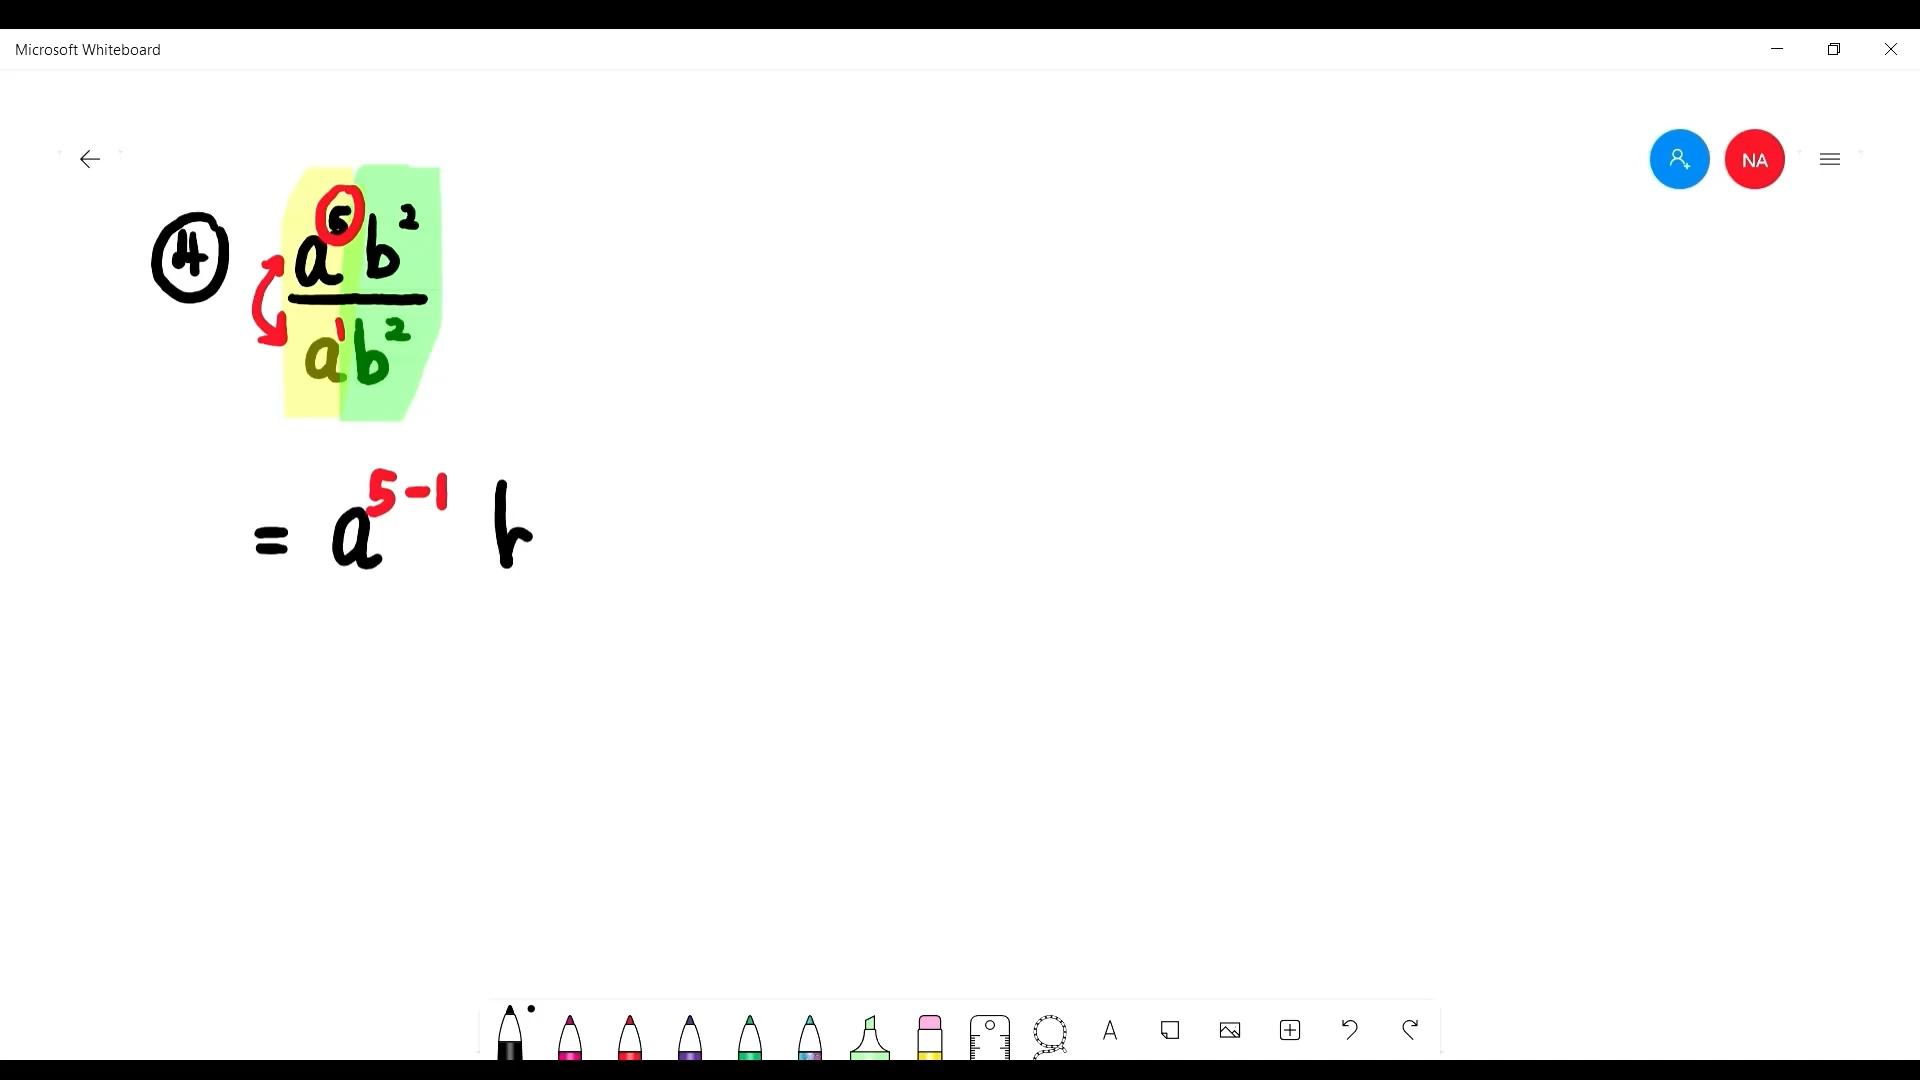 Microsoft Whiteboard
NA
④ a⁵b²
a¹b²
= a⁵⁻¹
A